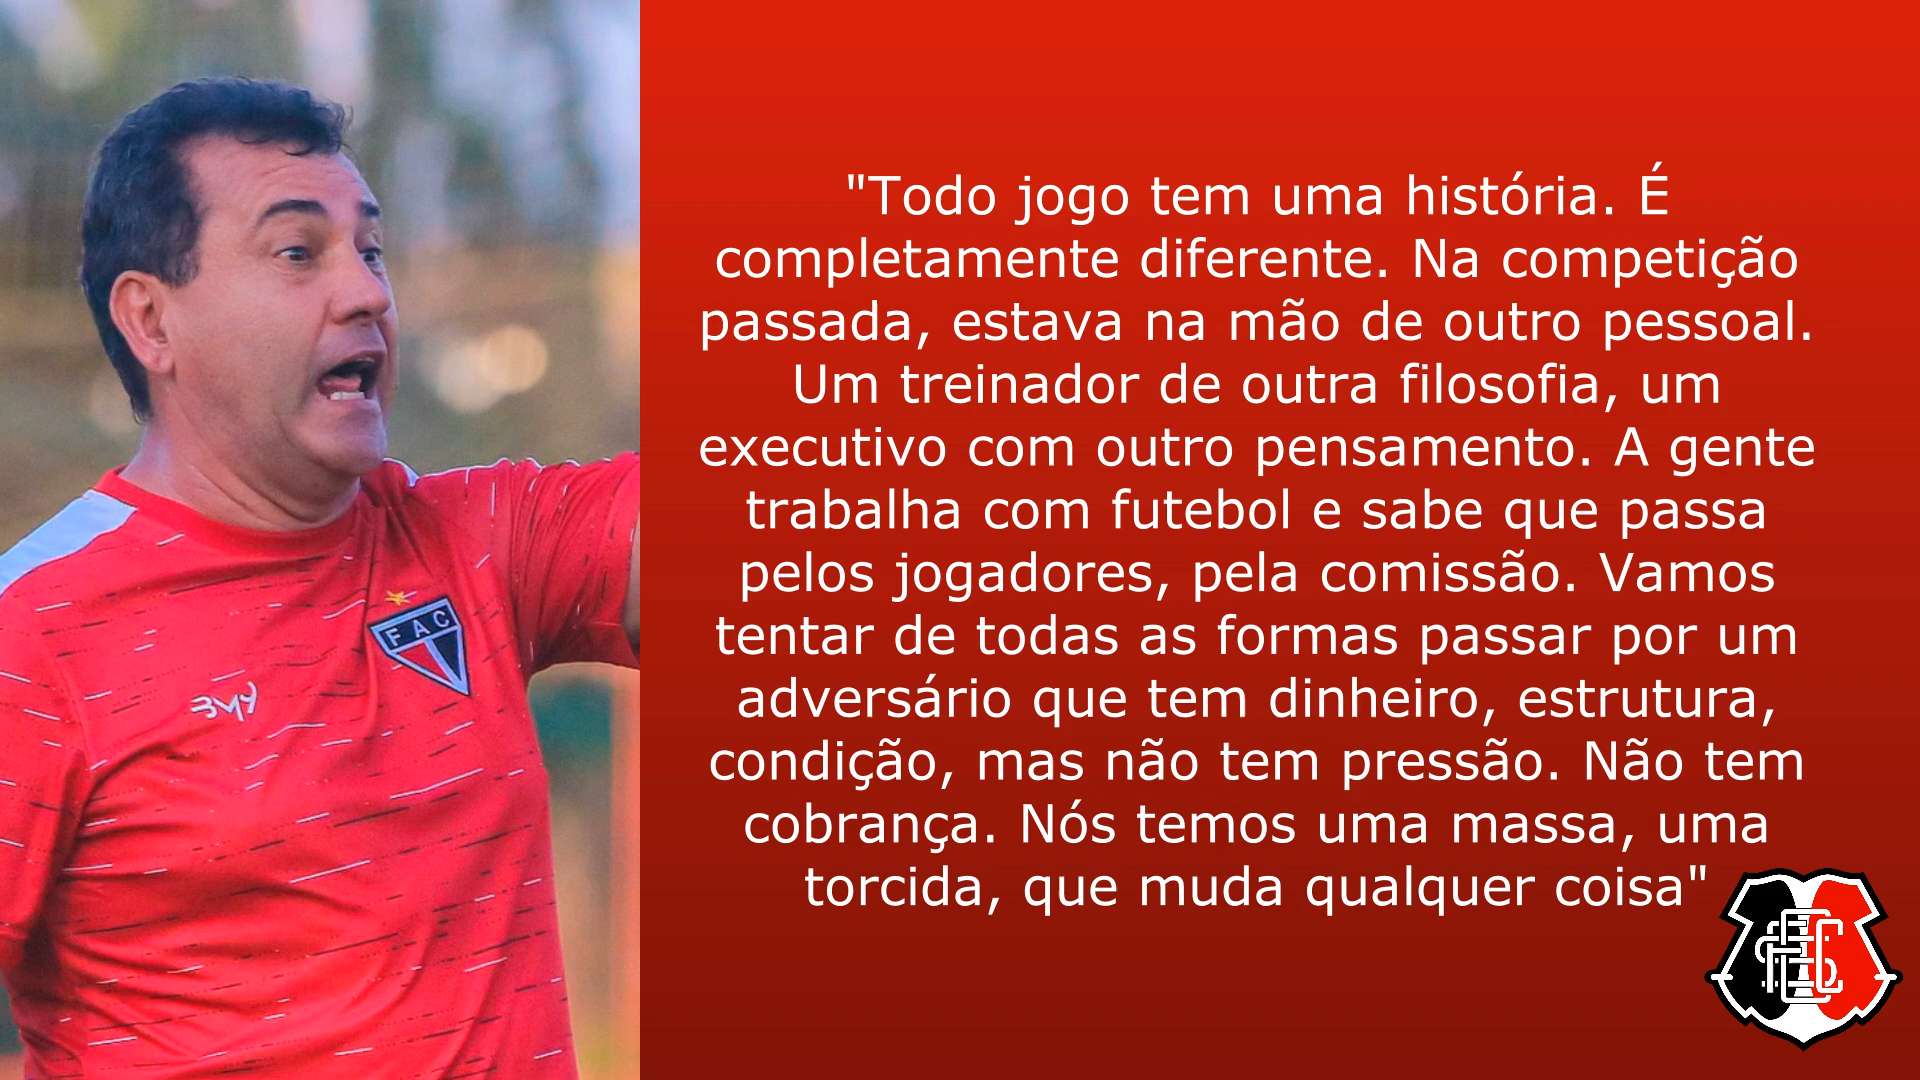 "Todo jogo tem uma história. É
completamente diferente. Na competição
passada, estava na mão de outro pessoal.
Um treinador de outra filosofia, um
executivo com outro pensamento. A gente
trabalha com futebol e sabe que passa
pelos jogadores, pela comissão. Vamos
tentar de todas as formas passar por um
adversário que tem dinheiro, estrutura,
condição, mas não tem pressão. Não tem
cobrança. Nós temos uma massa, uma
torcida, que muda qualquer coisa"
FAC
BMY